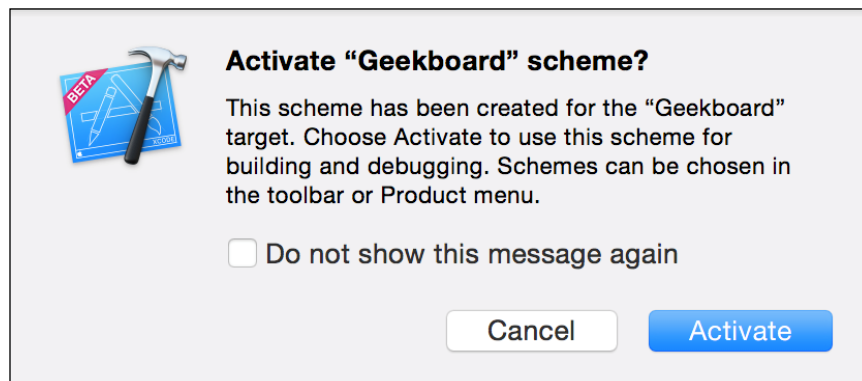 Activate “Geekboard” scheme?
This scheme has been created for the “Geekboard”
target. Choose Activate to use this scheme for
building and debugging. Schemes can be chosen in
the toolbar or Product menu.
Do not show this message again
Cancel
Activate
BETA
XCODE